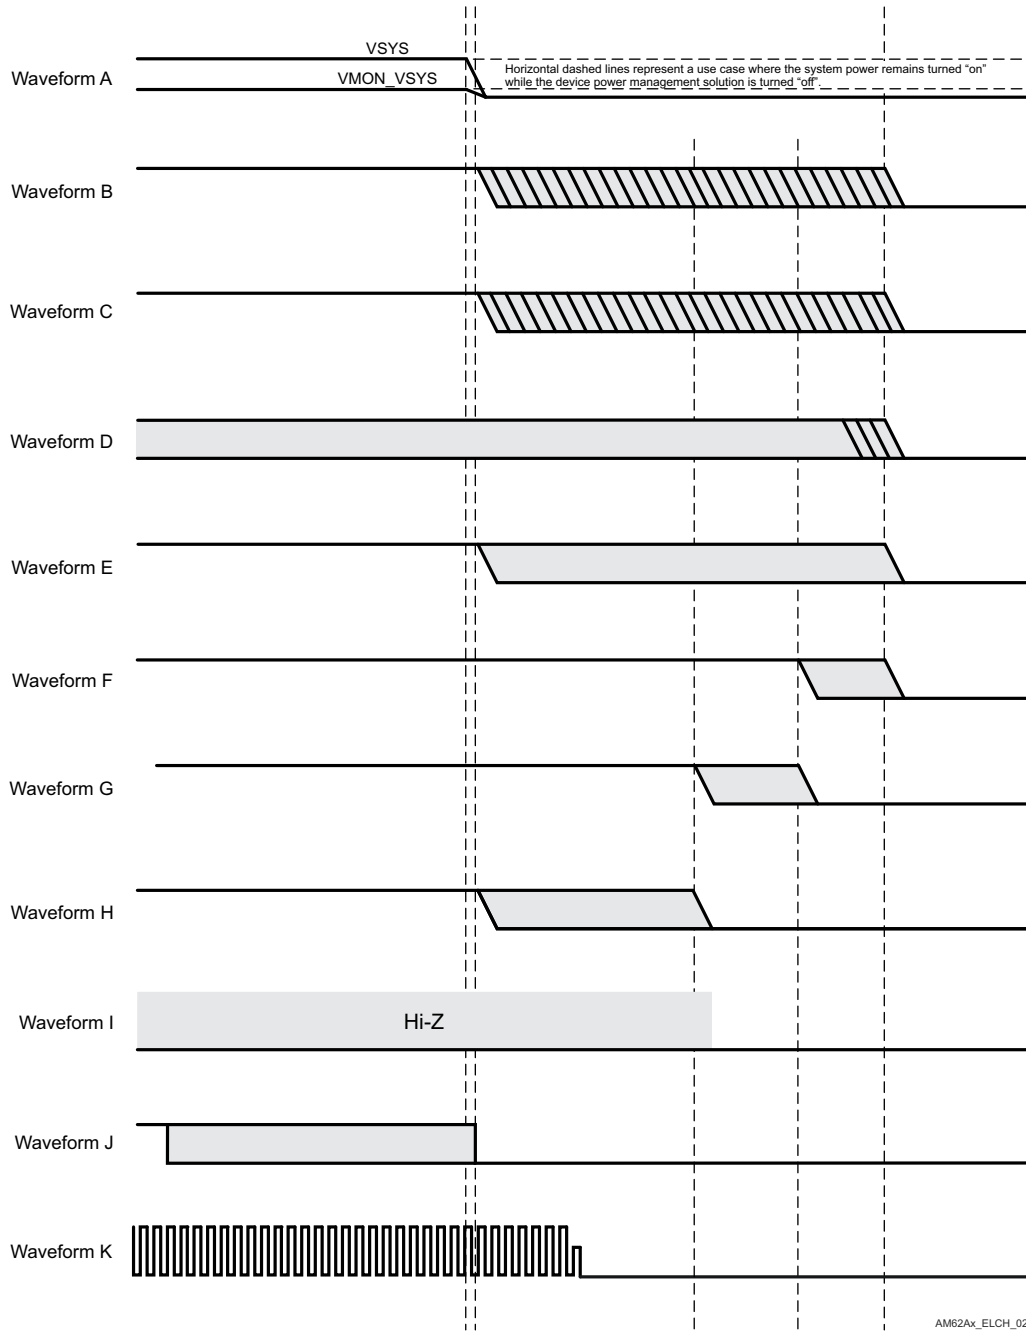 VSYS
Waveform A
VMON_VSYS
Horizontal dashed lines represent a use case where the system power remains turned “on”
while the device power management solution is turned “off”.
Waveform B
Waveform C
Waveform D
Waveform E
Waveform F
Waveform G
Waveform H
Waveform I
Hi-Z
Waveform J
Waveform K
AM62Ax_ELCH_02